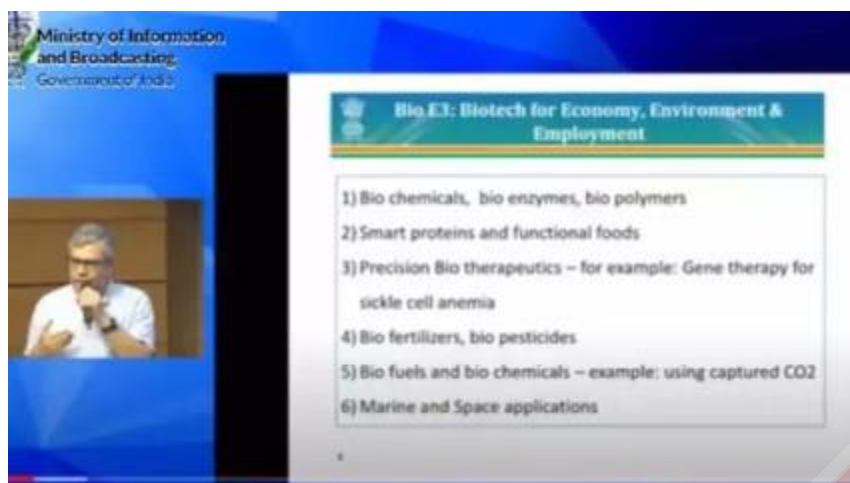 Ministry of Information
and Broadcasting
Government of India
Bio E3: Biotech for Economy, Environment &
Employment
1) Bio chemicals, bio enzymes, bio polymers
2) Smart proteins and functional foods
3) Precision Bio therapeutics – for example: Gene therapy for
sickle cell anemia
4) Bio fertilizers, bio pesticides
5) Bio fuels and bio chemicals – example: using captured CO2
6) Marine and Space applications